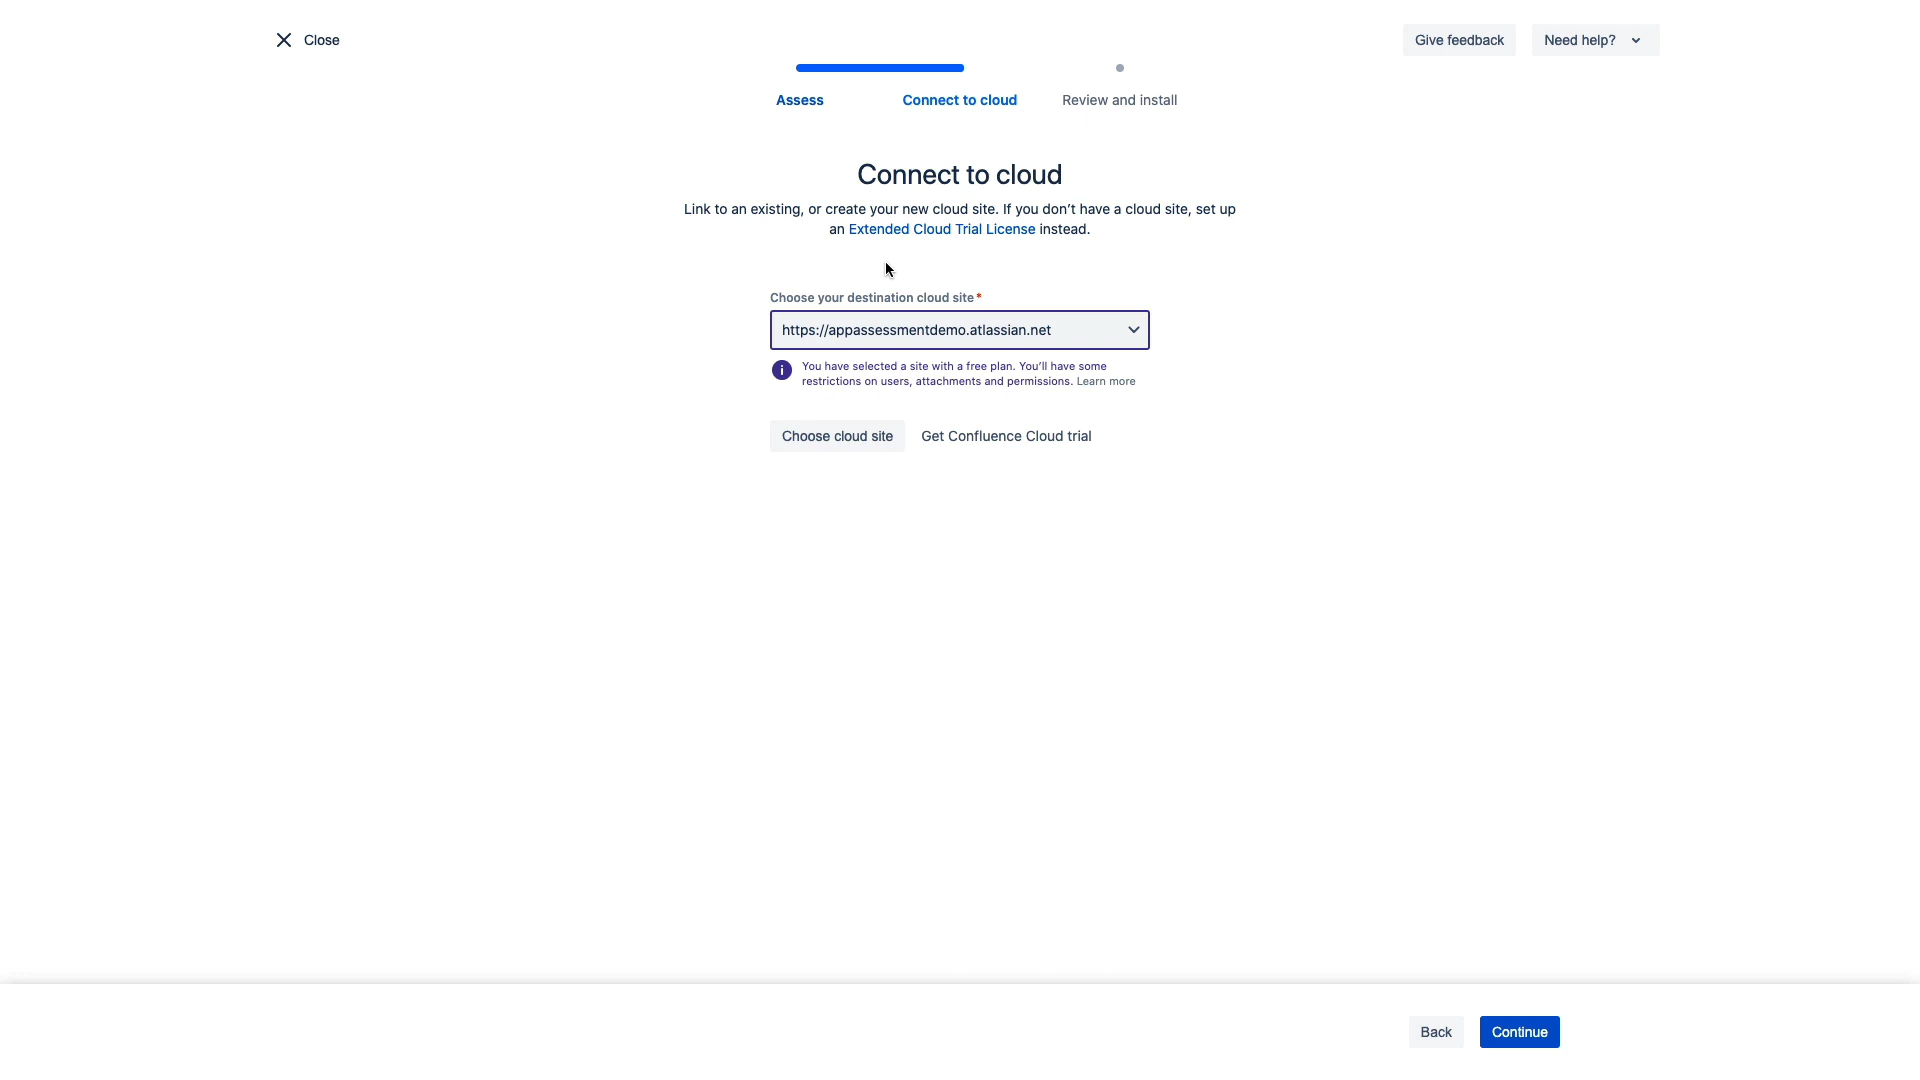 Close
Give feedback
Need help?
Assess
Connect to cloud
Review and install
Connect to cloud
Link to an existing, or create your new cloud site. If you don’t have a cloud site, set up
an Extended Cloud Trial License instead.
Choose your destination cloud site*
https://appassessmentdemo.atlassian.net
i
You have selected a site with a free plan. You’ll have some
restrictions on users, attachments and permissions. Learn more
Choose cloud site
Get Confluence Cloud trial
Back
Continue